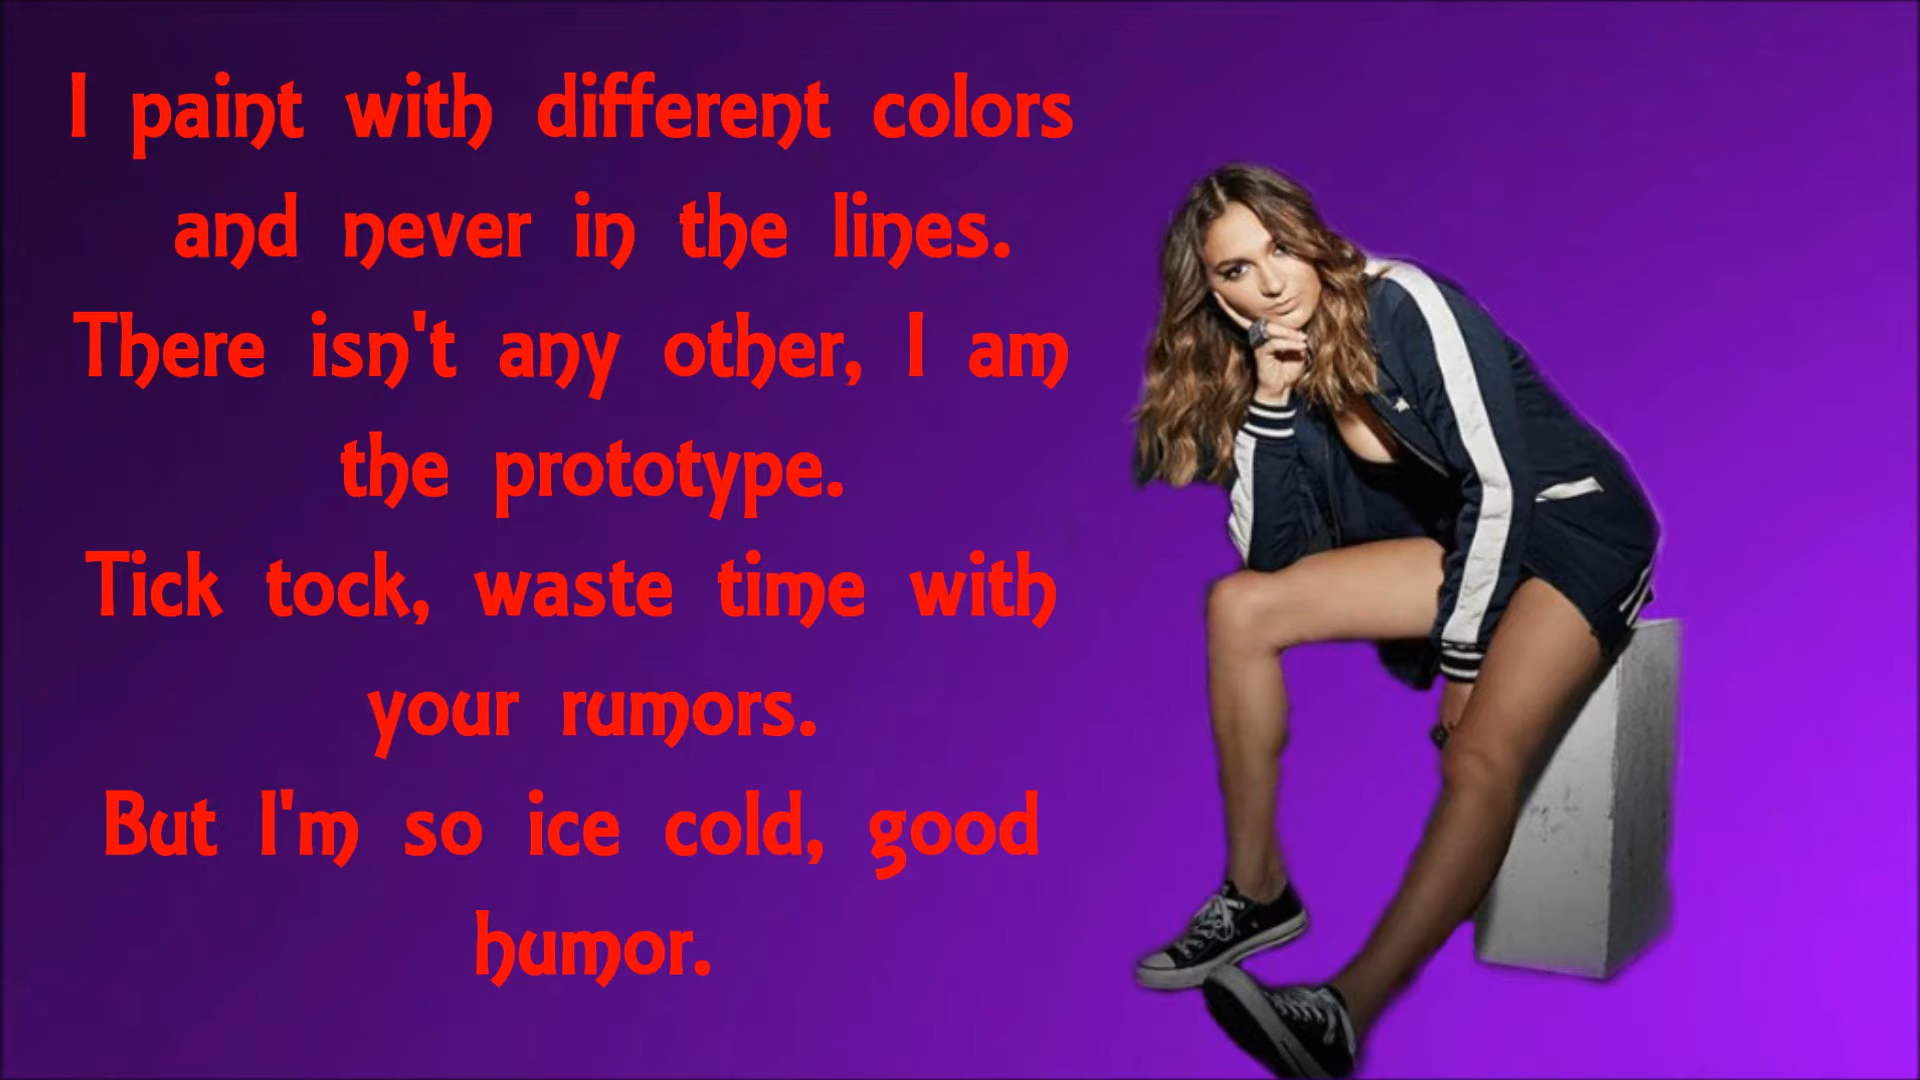 I paint with different colors
and never in the lines.
There isn't any other, I am
the prototype.
Tick tock, waste time with
your rumors.
But I'm so ice cold, good
humor.